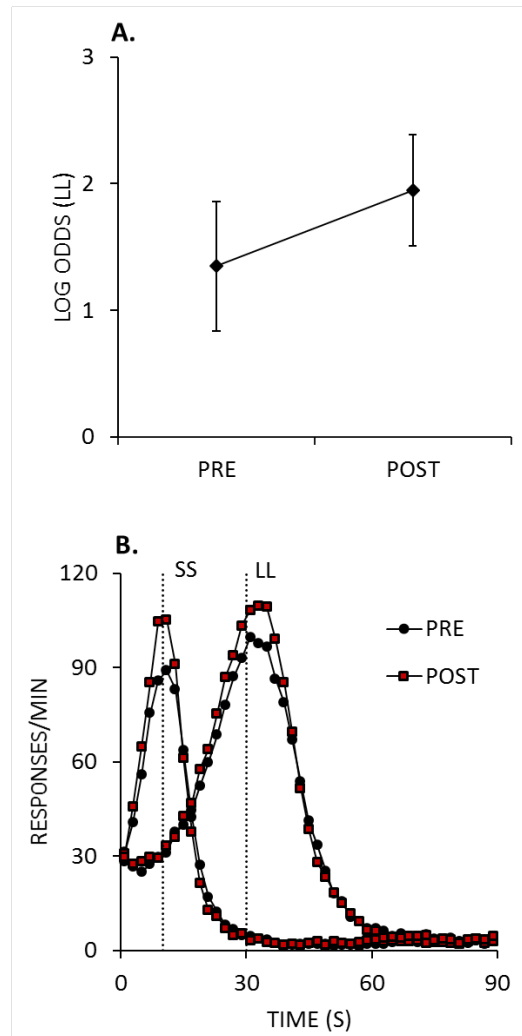 A.
3
2
1
0
LOG ODDS (LL)
PRE POST
B.
120
90
60
30
0
RESPONSES/MIN
SS LL
PRE
POST
0 30 60 90
TIME (S)